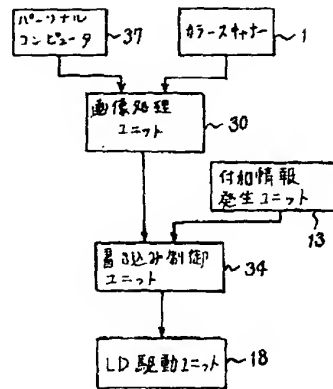 パーソナル
コンピュータ
37
カラースキャナー
1
画像処理
ユニット
30
付加情報
発生ユニット
13
書き込み制御
ユニット
34
LD駆動ユニット
18